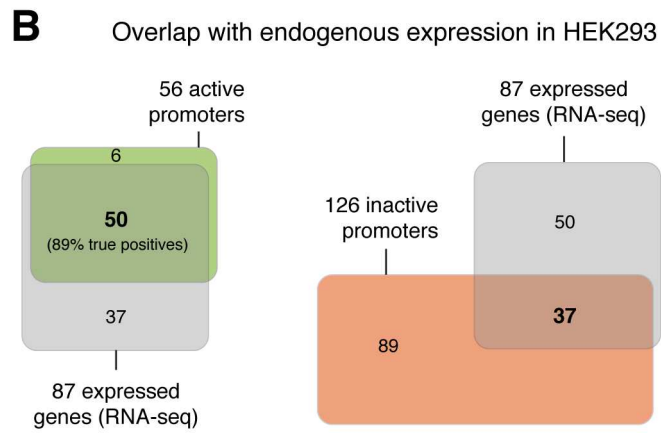 B
Overlap with endogenous expression in HEK293
56 active
promoters
6
50
(89% true positives)
37
87 expressed
genes (RNA-seq)
87 expressed
genes (RNA-seq)
126 inactive
promoters
50
37
89